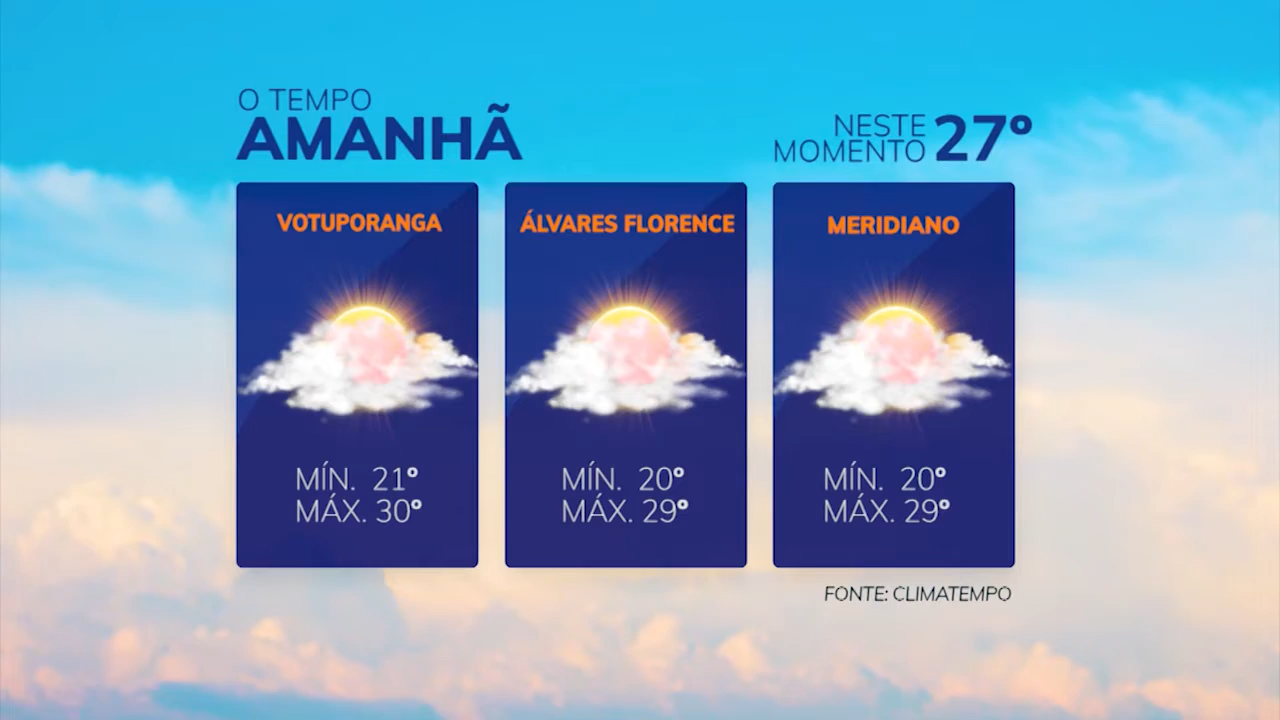 O TEMPO
AMANHÃ
NESTE
MOMENTO 27º
VOTUPORANGA
MÍN. 21º
MÁX. 30º
ÁLVARES FLORENCE
MÍN. 20º
MÁX. 29º
MERIDIANO
MÍN. 20º
MÁX. 29º
FONTE: CLIMATEMPO